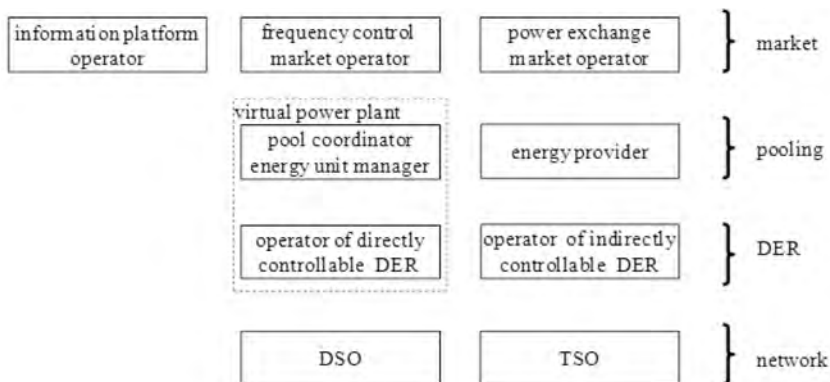 information platform
operator
frequency control
market operator
power exchange
market operator
market
virtual power plant
pool coordinator
energy unit manager
energy provider
pooling
operator of directly
controllable DER
operator of indirectly
controllable DER
DER
DSO
TSO
network